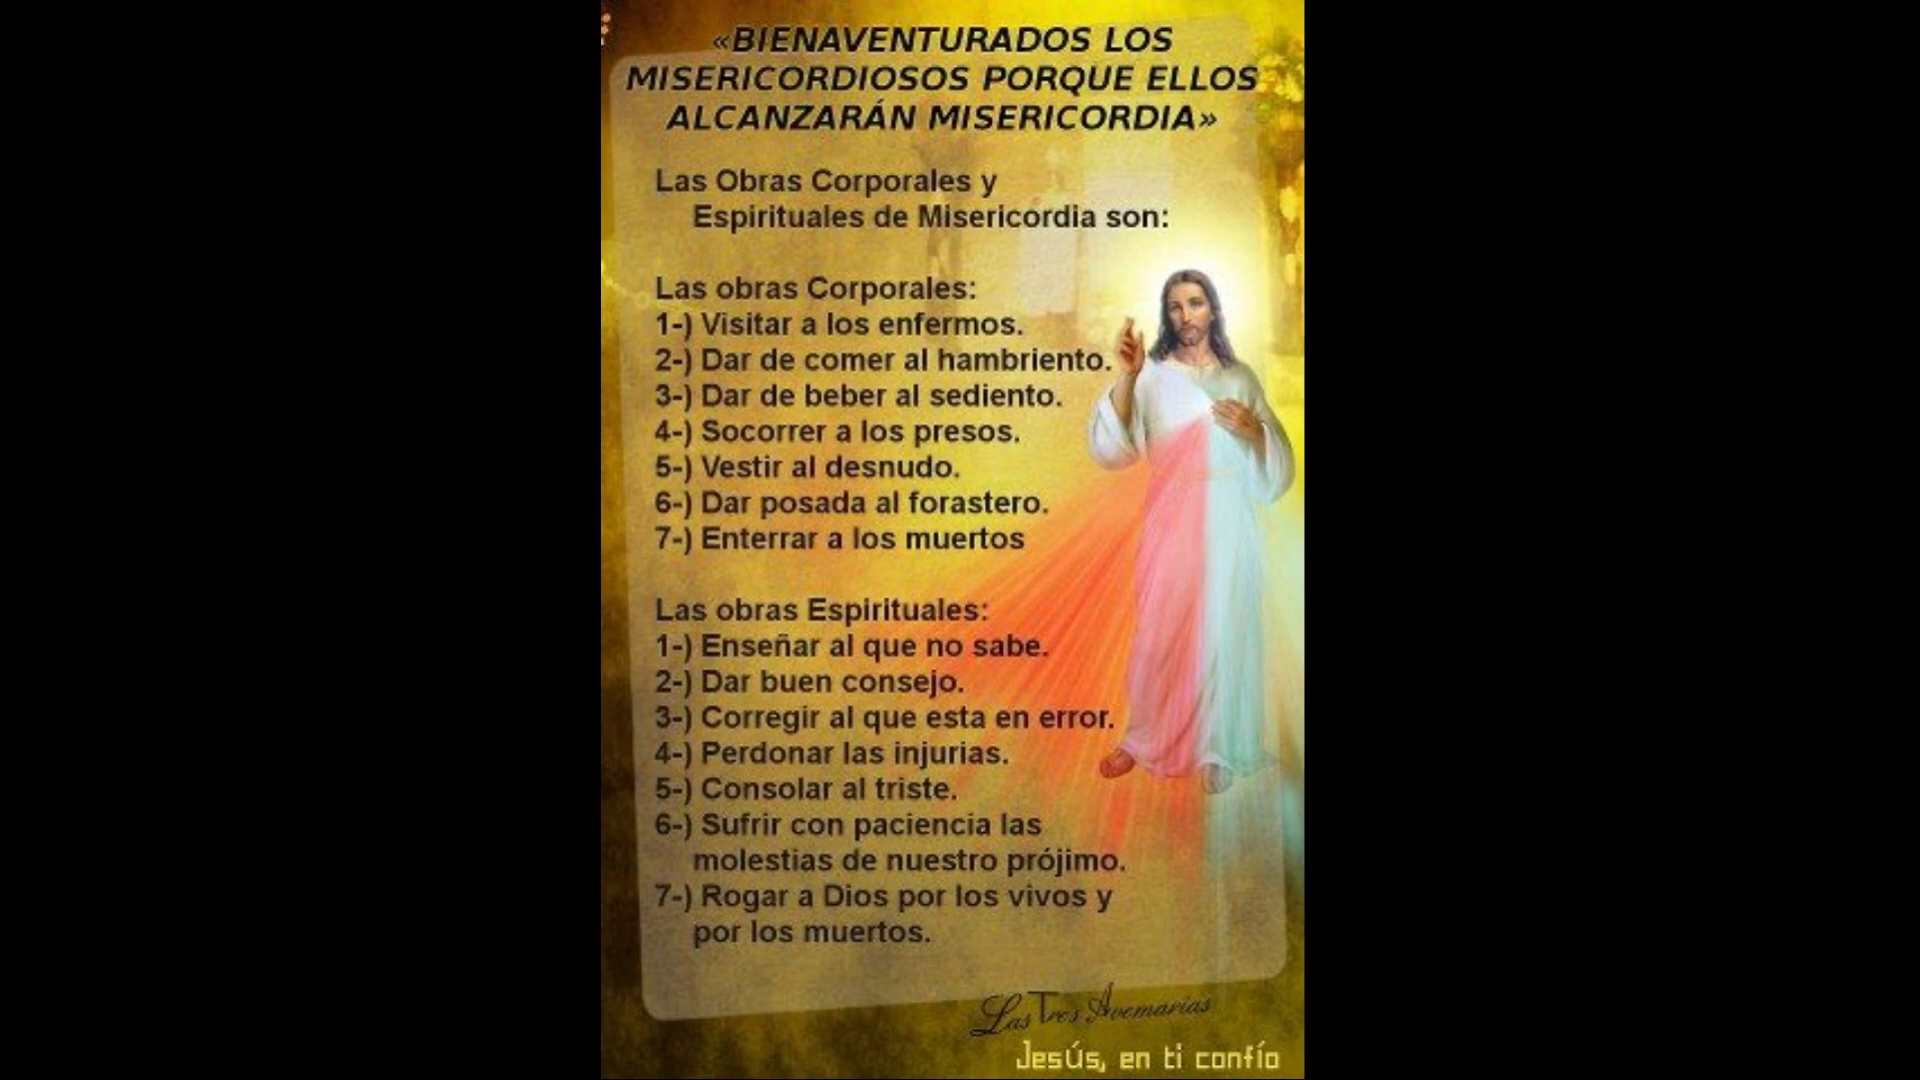 «BIENAVENTURADOS LOS
MISERICORDIOSOS PORQUE ELLOS
ALCANZARÁN MISERICORDIA»
Las Obras Corporales y
Espirituales de Misericordia son:
Las obras Corporales:
1-) Visitar a los enfermos.
2-) Dar de comer al hambriento.
3-) Dar de beber al sediento.
4-) Socorrer a los presos.
5-) Vestir al desnudo.
6-) Dar posada al forastero.
7-) Enterrar a los muertos
Las obras Espirituales:
1-) Enseñar al que no sabe.
2-) Dar buen consejo.
3-) Corregir al que esta en error.
4-) Perdonar las injurias.
5-) Consolar al triste.
6-) Sufrir con paciencia las
molestias de nuestro prójimo.
7-) Rogar a Dios por los vivos y
por los muertos.
Las Tres Avemarías
Jesús, en ti confío